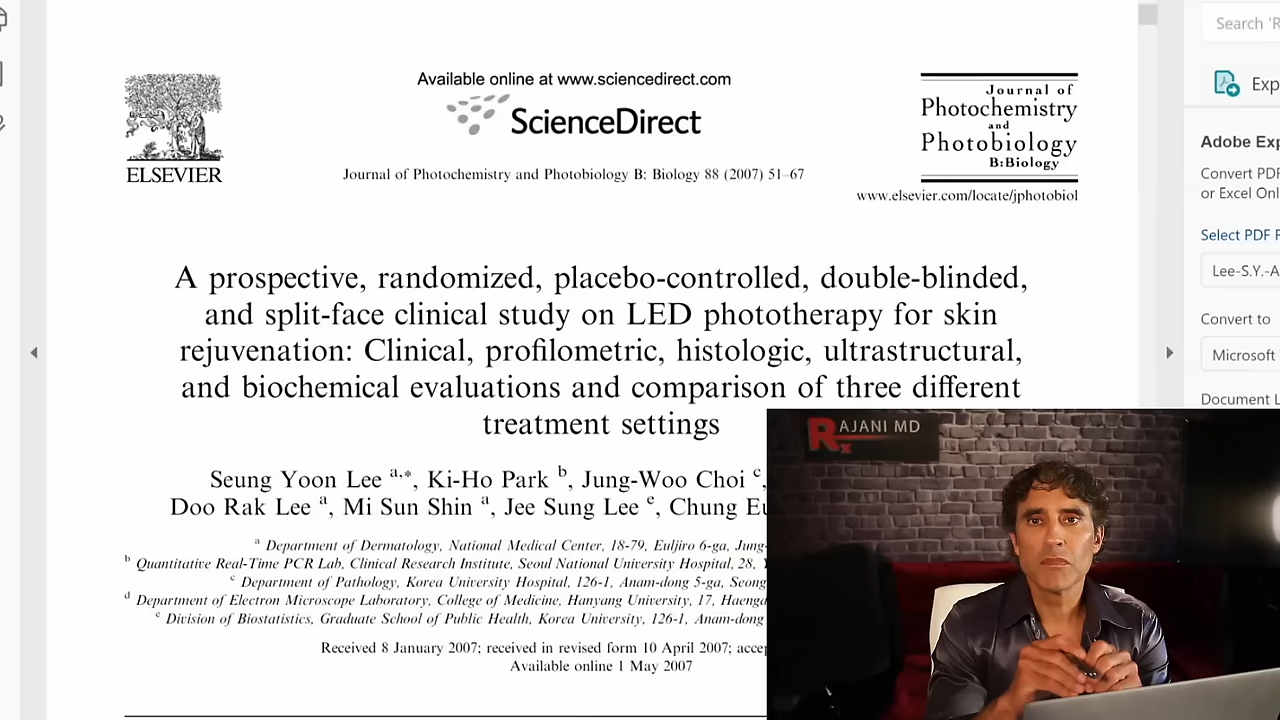 Available online at www.sciencedirect.com
ScienceDirect
ELSEVIER
Journal of
Photochemistry
and
Photobiology
B:Biology
Journal of Photochemistry and Photobiology B: Biology 88 (2007) 51–67
www.elsevier.com/locate/jphotobiol
A prospective, randomized, placebo-controlled, double-blinded,
and split-face clinical study on LED phototherapy for skin
rejuvenation: Clinical, profilometric, histologic, ultrastructural,
and biochemical evaluations and comparison of three different
treatment settings
Seung Yoon Lee a,*, Ki-Ho Park b, Jung-Woo Choi c,
Doo Rak Lee a, Mi Sun Shin a, Jee Sung Lee e, Chung
a Department of Dermatology, National Medical Center, 18-79, Euljiro 6-ga, Jung-
b Quantitative Real-Time PCR Lab, Clinical Research Institute, Seoul National University Hospital, 28,
c Department of Pathology, Korea University Hospital, 126-1, Anam-dong 5-ga,
d Department of Electron Microscope Laboratory, College of Medicine, Hanyang University, 17,
e Division of Biostatistics, Graduate School of Public Health, Korea University, 126-1, Anam-dong
Received 8 January 2007; received in revised form 10 April 2007;
Available online 1 May 2007
Search
Adobe
Convert PDF
or Excel
Select PDF
Lee-S.Y.-A
Convert to
Microsoft
Document
RAJANI MD